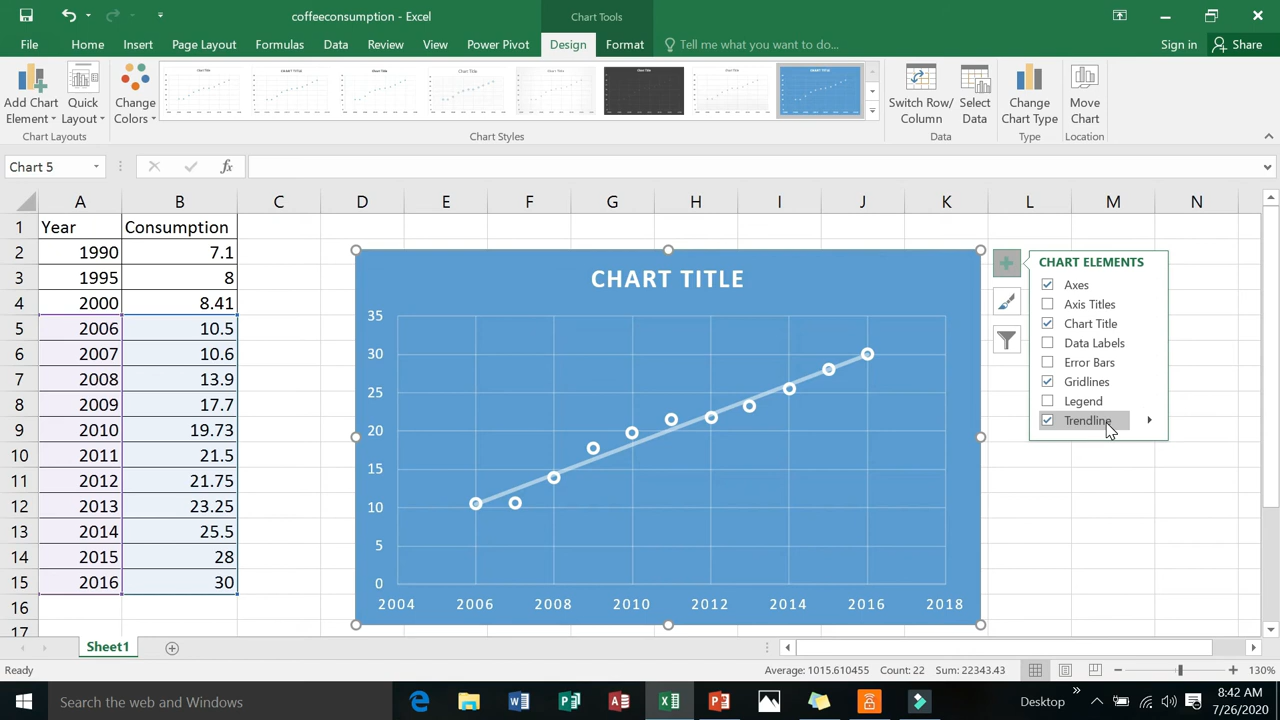 coffeeconsumption - Excel
Chart Tools
File Home Insert Page Layout Formulas Data Review View Power Pivot Design Format Tell me what you want to do... Sign in Share
Add Chart Element
Quick Layout
Change Colors
Switch Row/ Column
Select Data
Change Chart Type
Move Chart
Chart Layouts Chart Styles Data Type Location
Chart 5
fx
A B C D E F G H I J K L M N
1 Year Consumption
2 1990 7.1
3 1995 8
4 2000 8.41
5 2006 10.5
6 2007 10.6
7 2008 13.9
8 2009 17.7
9 2010 19.73
10 2011 21.5
11 2012 21.75
12 2013 23.25
13 2014 25.5
14 2015 28
15 2016 30
16
17
CHART TITLE
35
30
25
20
15
10
5
0
2004 2006 2008 2010 2012 2014 2016 2018
CHART ELEMENTS
Axes
Axis Titles
Chart Title
Data Labels
Error Bars
Gridlines
Legend
Trendline
Sheet1
Ready Average: 1015.610455 Count: 22 Sum: 22343.43 130%
Search the web and Windows Desktop 8:42 AM
7/26/2020